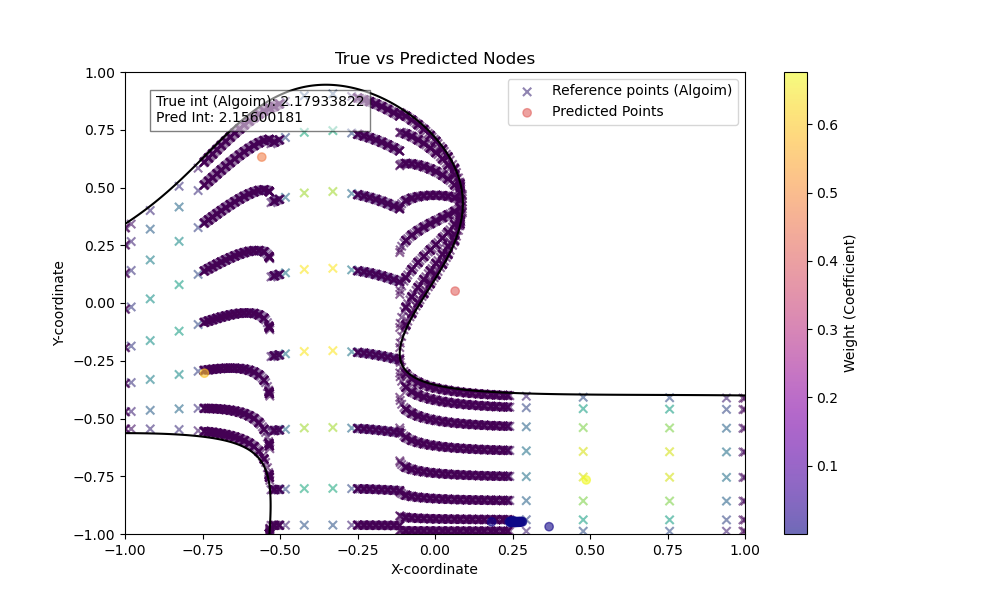 True vs Predicted Nodes
True int (Algoim): 2.17933822
Pred Int: 2.15600181
Reference points (Algoim)
Predicted Points
1.00
0.75
0.50
0.25
0.00
−0.25
−0.50
−0.75
−1.00
Y-coordinate
−1.00 −0.75 −0.50 −0.25 0.00 0.25 0.50 0.75 1.00
X-coordinate
0.6
0.5
0.4
0.3
0.2
0.1
Weight (Coefficient)